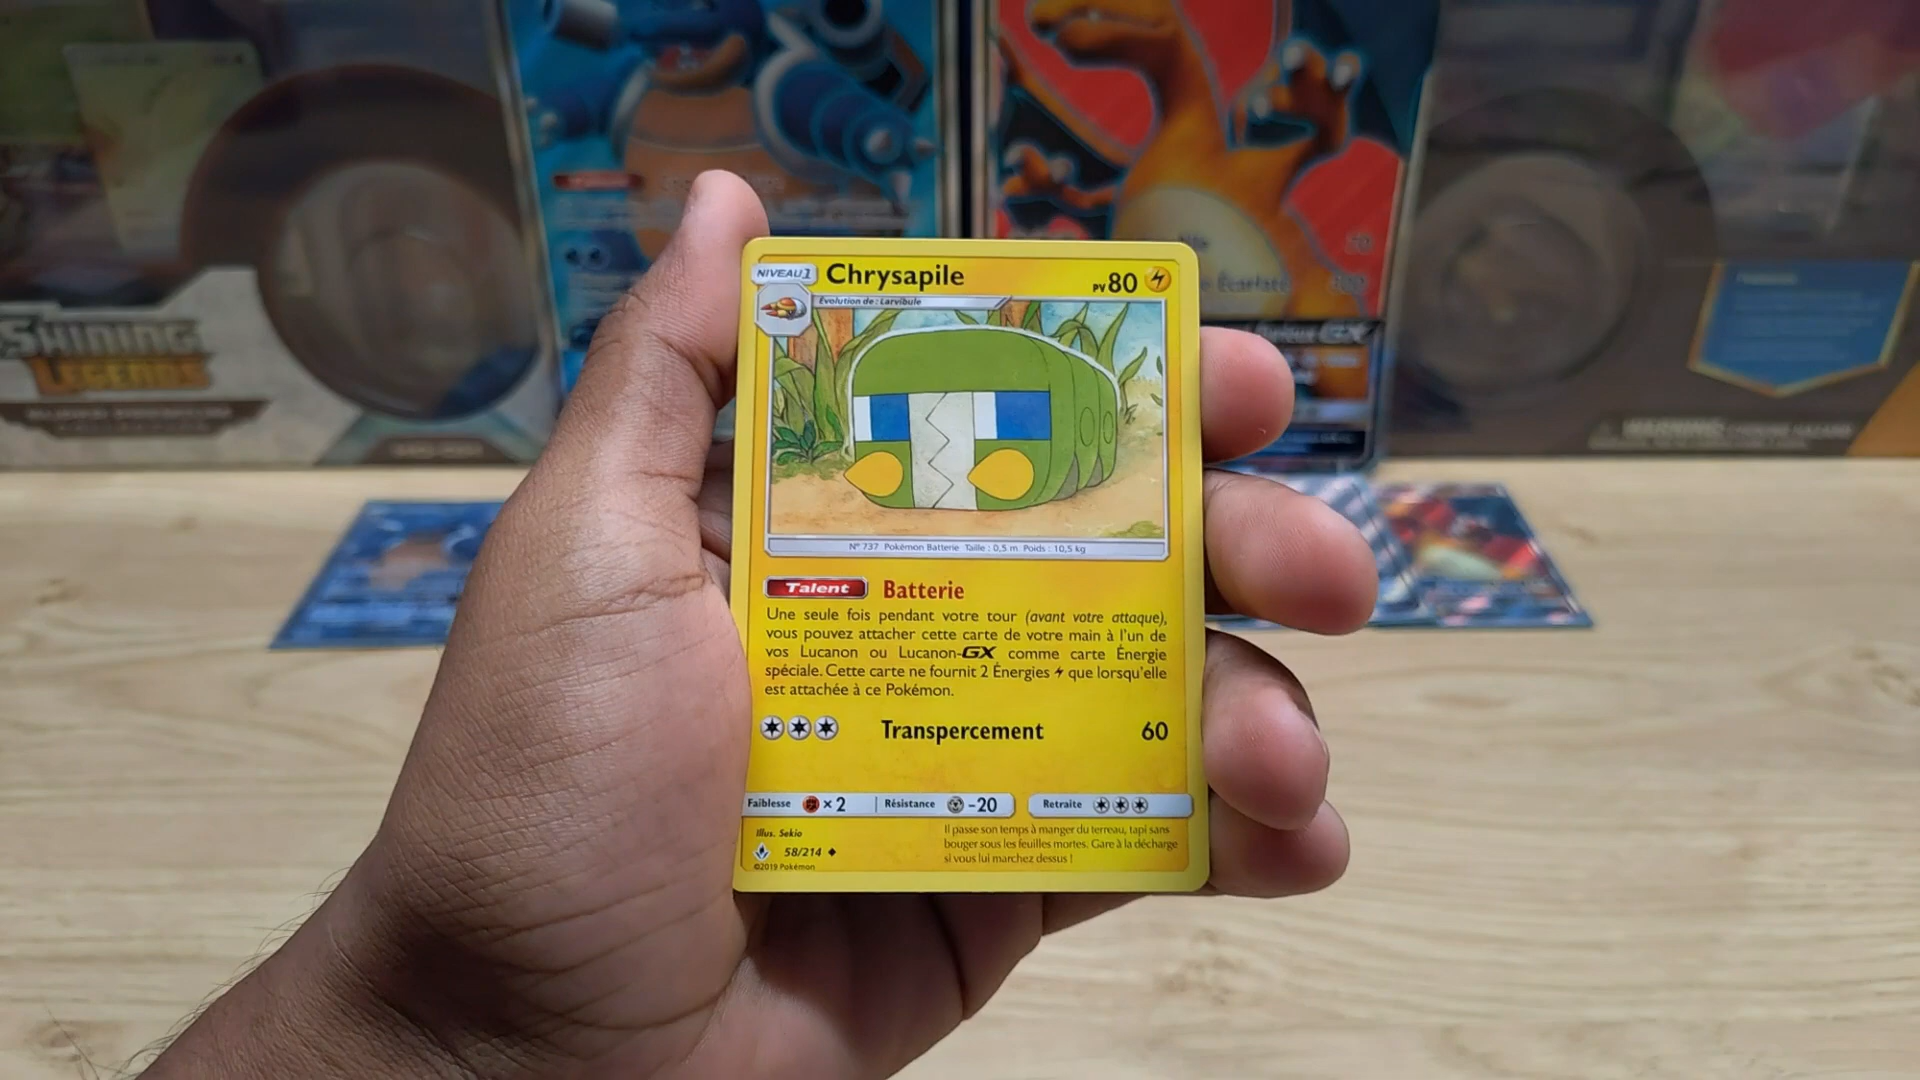 SHINING
LEGENDS
WARNING:
NIVEAU 1
Chrysapile
PV 80
Évolution de : Larvibule
N° 737 Pokémon Batterie Taille : 0,5 m Poids : 10,5 kg
Talent Batterie
Une seule fois pendant votre tour (avant votre attaque),
vous pouvez attacher cette carte de votre main à l'un de
vos Lucanon ou Lucanon-GX comme carte Énergie
spéciale. Cette carte ne fournit 2 Énergies que lorsqu'elle
est attachée à ce Pokémon.
Transpercement 60
Faiblesse × 2 Résistance -20 Retraite
Illus. Sekio
58/214
©2019 Pokémon
Il passe son temps à manger du terreau, tapi sans
bouger sous les feuilles mortes. Gare à la décharge
si vous lui marchez dessus !